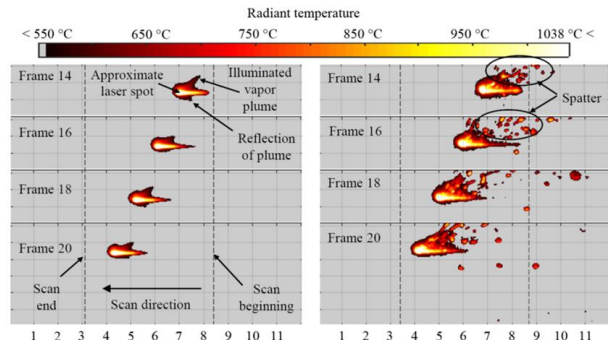 Radiant temperature
< 550 °C 650 °C 750 °C 850 °C 950 °C 1038 °C <
Frame 14
Approximate laser spot
Illuminated vapor plume
Reflection of plume
Frame 16
Frame 18
Frame 20
Scan end
Scan direction
Scan beginning
1 2 3 4 5 6 7 8 9 10 11
Frame 14
Spatter
Frame 16
Frame 18
Frame 20
1 2 3 4 5 6 7 8 9 10 11